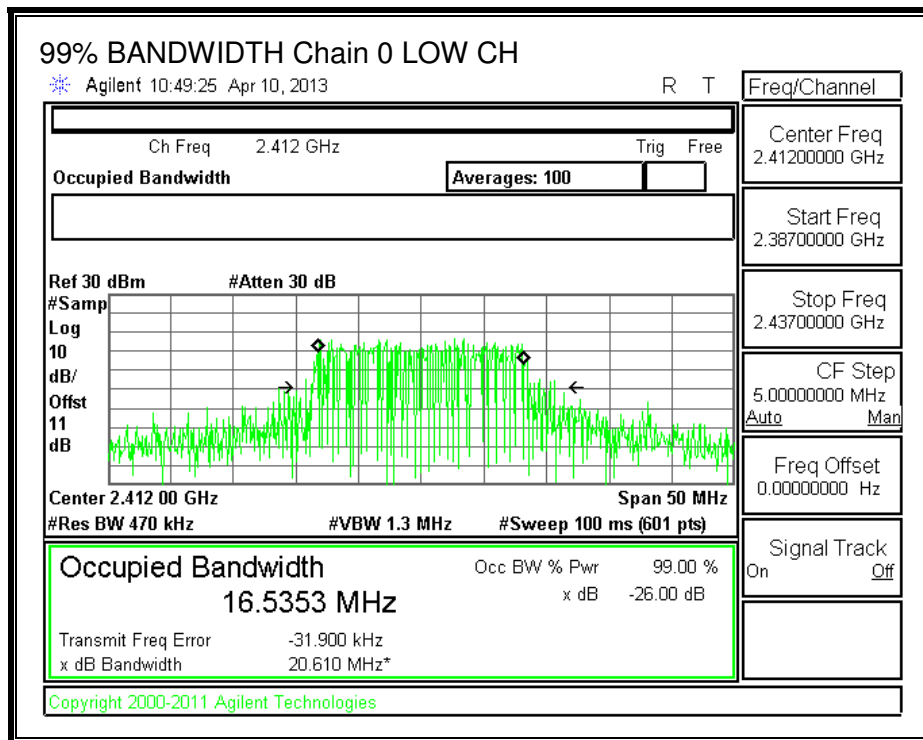 99% BANDWIDTH Chain 0 LOW CH
Agilent 10:49:25 Apr 10, 2013 R T
Freq/Channel
Ch Freq 2.412 GHz Trig Free
Occupied Bandwidth Averages: 100
Center Freq
2.41200000 GHz
Start Freq
2.38700000 GHz
Stop Freq
2.43700000 GHz
CF Step
5.00000000 MHz
Auto Man
Freq Offset
0.00000000 Hz
Signal Track
On Off
Ref 30 dBm #Atten 30 dB
#Samp
Log
10
dB/
Offst
11
dB
Center 2.412 00 GHz Span 50 MHz
#Res BW 470 kHz #VBW 1.3 MHz #Sweep 100 ms (601 pts)
Occupied Bandwidth Occ BW % Pwr 99.00 %
16.5353 MHz x dB -26.00 dB
Transmit Freq Error -31.900 kHz
x dB Bandwidth 20.610 MHz*
Copyright 2000-2011 Agilent Technologies